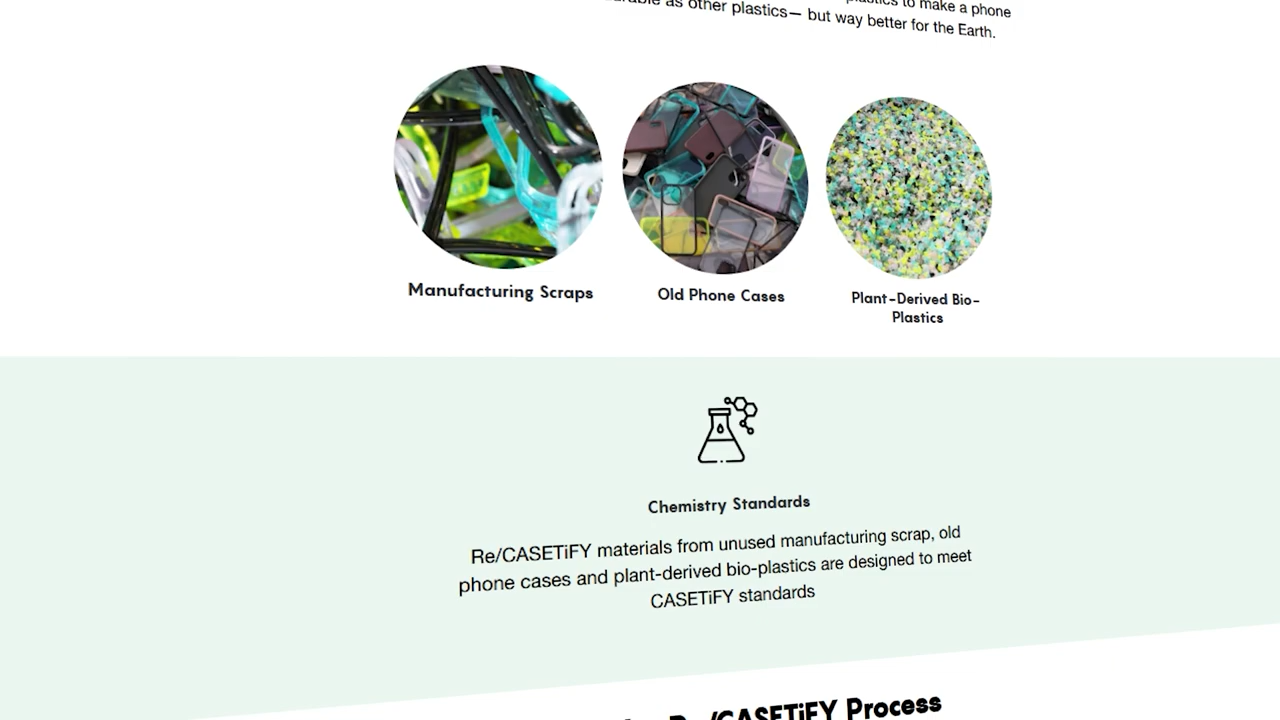 to make a phone
as other plastics— but way better for the Earth.
Manufacturing Scraps
Old Phone Cases
Plant-Derived Bio-
Plastics
Chemistry Standards
Re/CASETiFY materials from unused manufacturing scrap, old
phone cases and plant-derived bio-plastics are designed to meet
CASETiFY standards
Re/CASETiFY Process